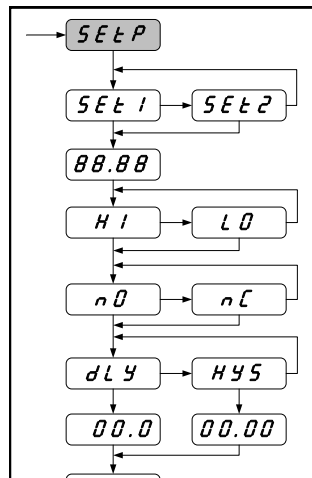 SEtP
SEt1 SEt2
88.88
HI LO
nO nC
dLY HYS
00.0 00.00